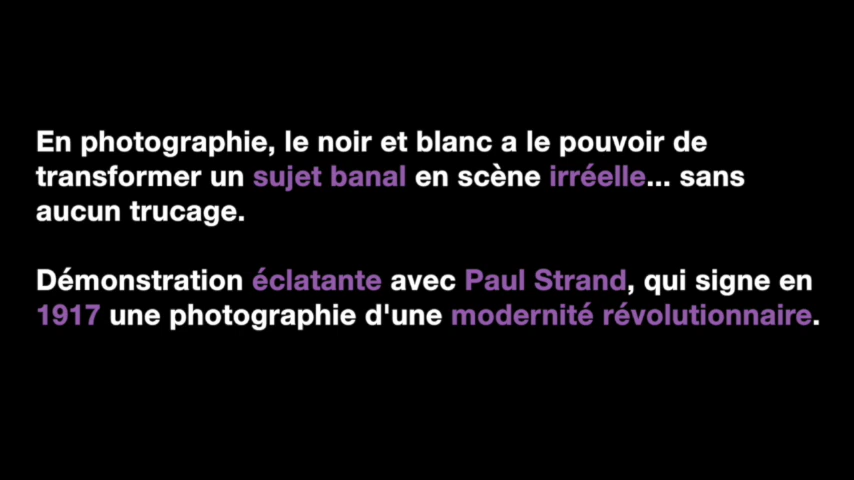 En photographie, le noir et blanc a le pouvoir de
transformer un sujet banal en scène irréelle... sans
aucun trucage.
Démonstration éclatante avec Paul Strand, qui signe en
1917 une photographie d'une modernité révolutionnaire.